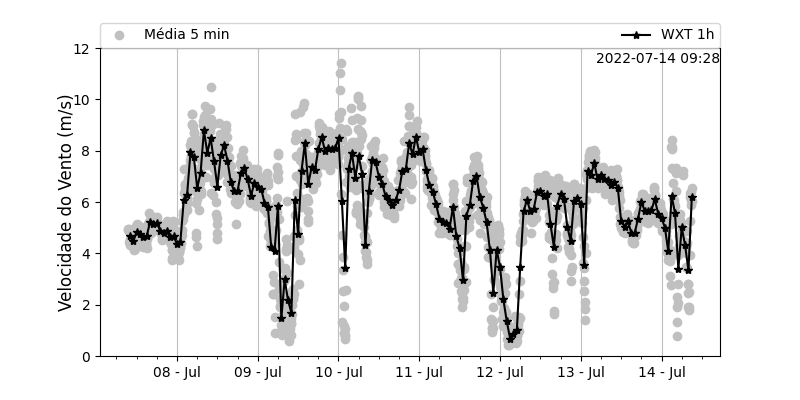 Média 5 min
WXT 1h
2022-07-14 09:28
Velocidade do Vento (m/s)
12
10
8
6
4
2
0
08 - Jul
09 - Jul
10 - Jul
11 - Jul
12 - Jul
13 - Jul
14 - Jul